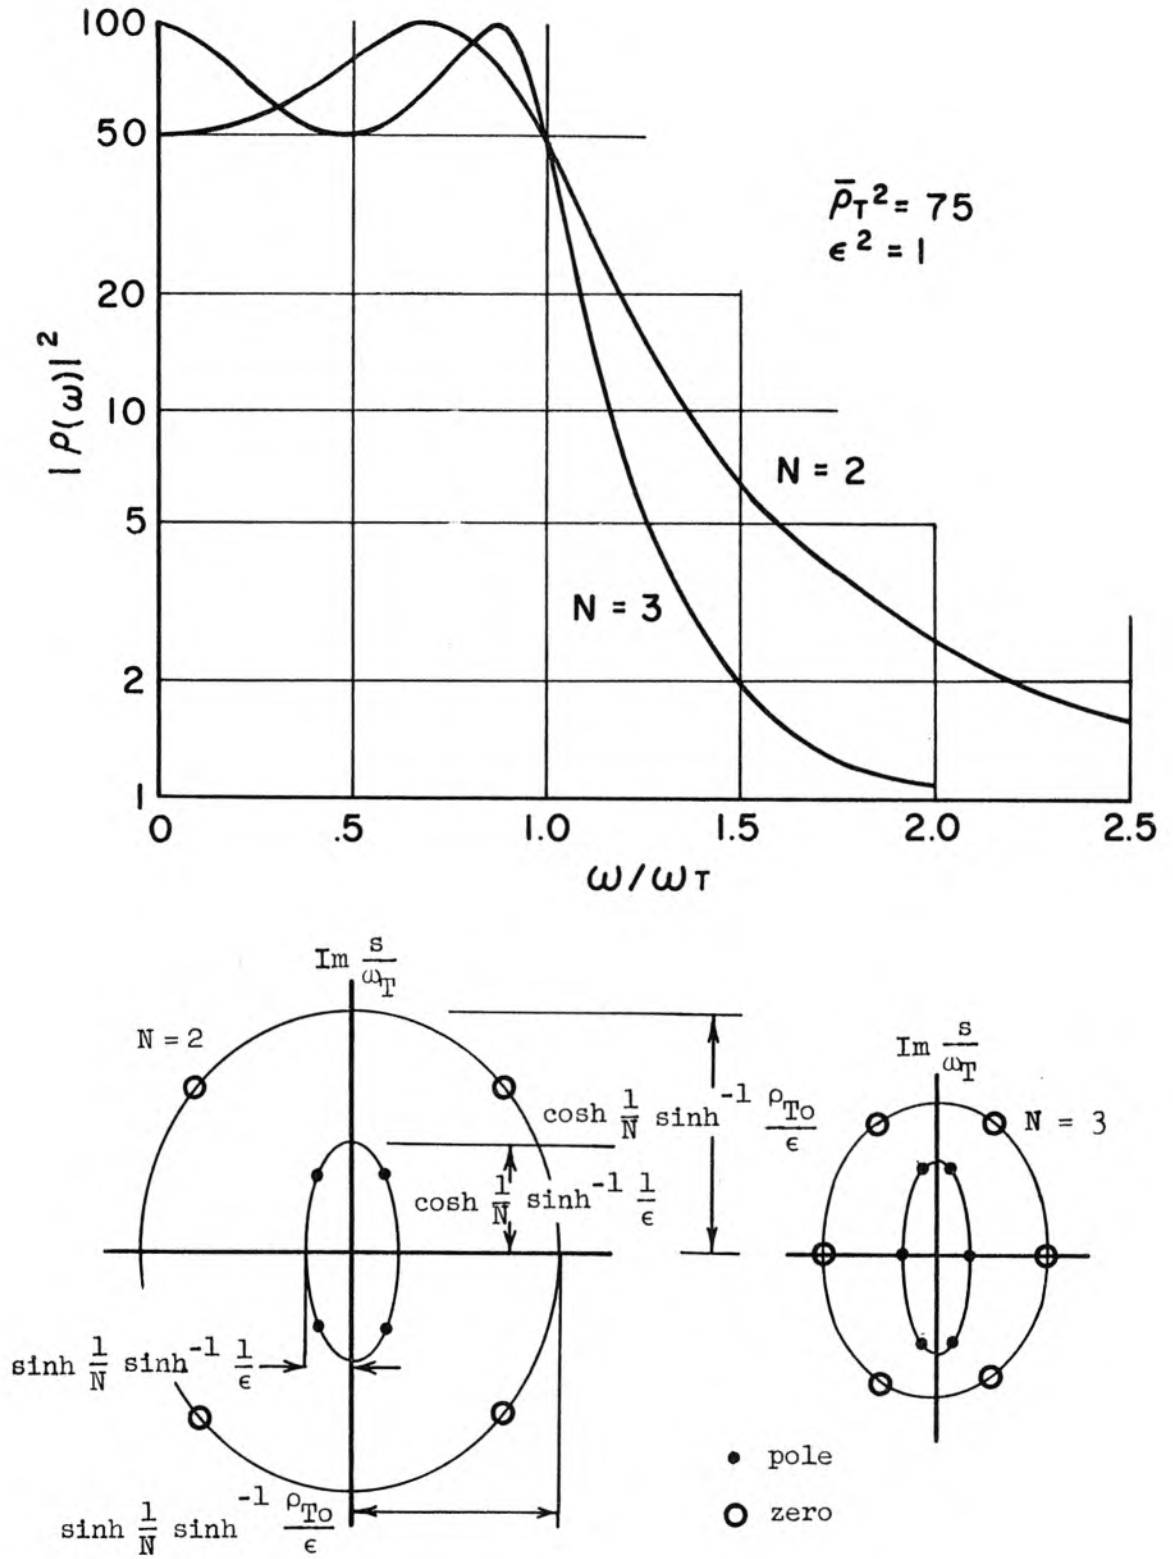 100
50
20
10
5
2
1
|ρ(ω)|²
ρ̄T² = 75
ϵ² = 1
N = 2
N = 3
0 .5 1.0 1.5 2.0 2.5
ω/ωT
Im s/ωT
N = 2
cosh 1/N sinh⁻¹ ρTo/ϵ
cosh 1/N sinh⁻¹ 1/ϵ
sinh 1/N sinh⁻¹ 1/ϵ
sinh 1/N sinh⁻¹ ρTo/ϵ
Im s/ωT
N = 3
pole
zero